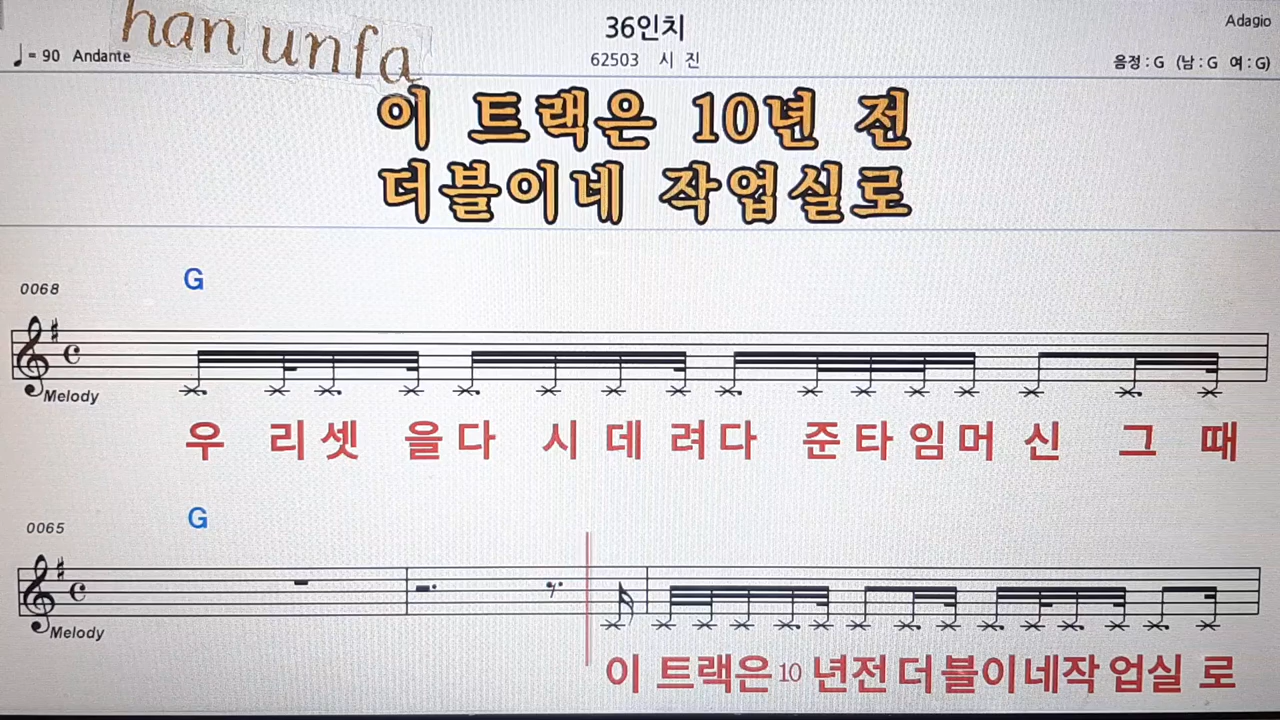 han unfa
36인치
Adagio
♩= 90 Andante
62503 시 진
음정 : G (남 : G 여 : G)
이 트랙은 10년 전
더블이네 작업실로
G
0068
Melody
우 리 셋 을 다 시 데 려 다 준 타 임 머 신 그 때
G
0065
Melody
이 트랙은 10 년전 더 블이네작 업실 로